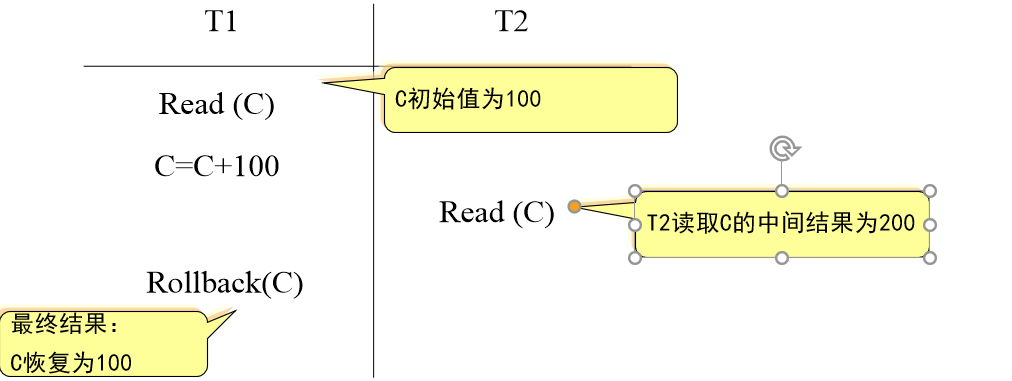 T1
T2
Read (C)
C初始值为100
C=C+100
Read (C)
T2读取C的中间结果为200
Rollback(C)
最终结果：
C恢复为100